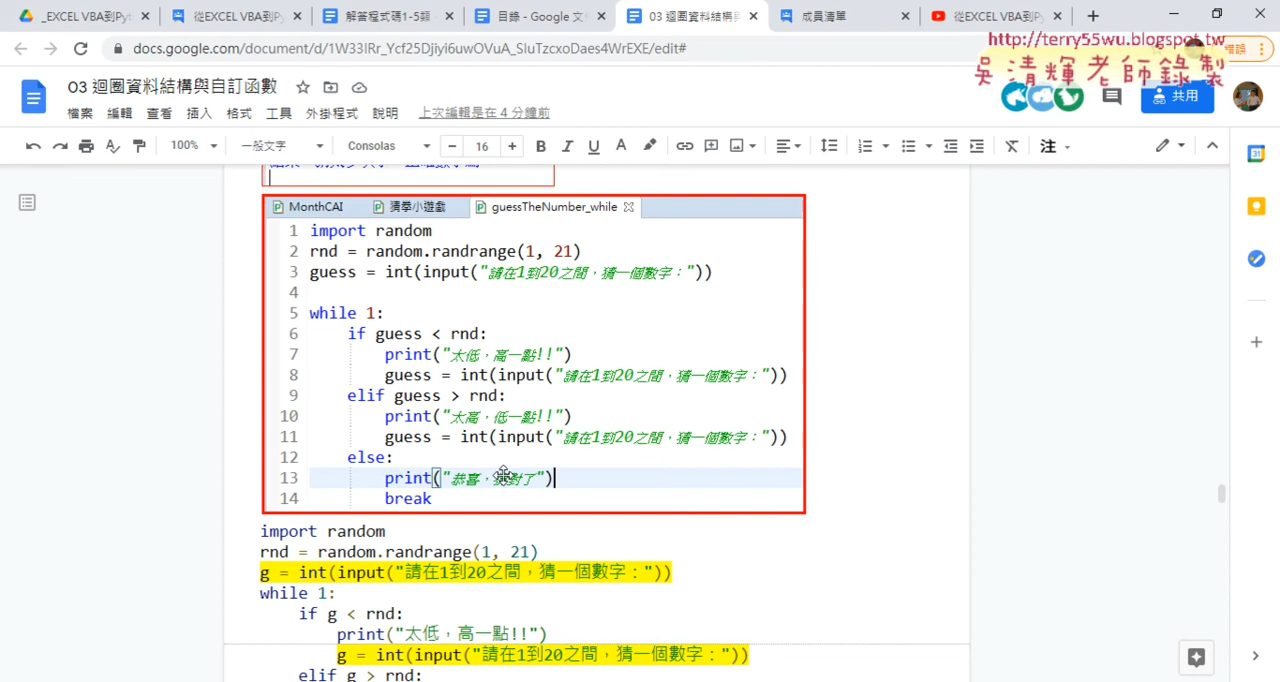 _EXCEL VBA到Pyt
從EXCEL VBA到Py
解答程式碼1-5類
目錄 - Google 文
03 迴圈資料結構與
成員清單
從EXCEL VBA到Py
docs.google.com/document/d/1W33IRr_Ycf25Djiyi6uwOVuA_SIuTzcxoDaes4WrEXE/edit#
http://terry55wu.blogspot.tw
吳清輝老師錄製
錯誤
03 迴圈資料結構與自訂函數
檔案 編輯 查看 插入 格式 工具 外掛程式 說明 上次編輯是在 4 分鐘前
共用
100% 一般文字 Consolas 16
MonthCAI 猜拳小遊戲 guessTheNumber_while
1 import random
2 rnd = random.randrange(1, 21)
3 guess = int(input("請在1到20之間，猜一個數字："))
4
5 while 1:
6 if guess < rnd:
7 print("太低，高一點!!")
8 guess = int(input("請在1到20之間，猜一個數字："))
9 elif guess > rnd:
10 print("太高，低一點!!")
11 guess = int(input("請在1到20之間，猜一個數字："))
12 else:
13 print("恭喜，猜對了")
14 break
import random
rnd = random.randrange(1, 21)
g = int(input("請在1到20之間，猜一個數字："))
while 1:
if g < rnd:
print("太低，高一點!!")
g = int(input("請在1到20之間，猜一個數字："))
elif g > rnd: